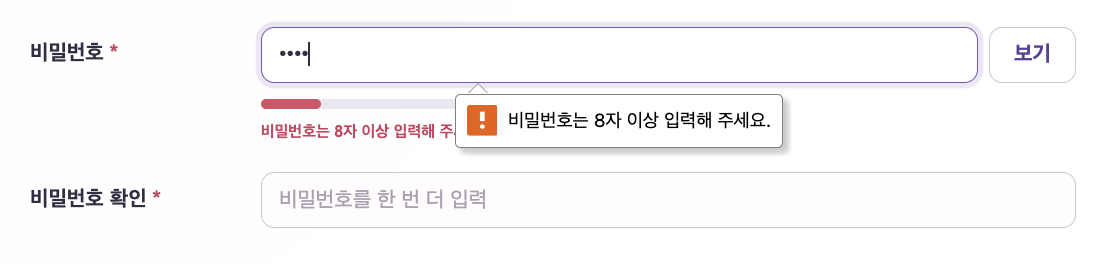 비밀번호 *
••••
보기
비밀번호는 8자 이상 입력해 주
! 비밀번호는 8자 이상 입력해 주세요.
비밀번호 확인 *
비밀번호를 한 번 더 입력